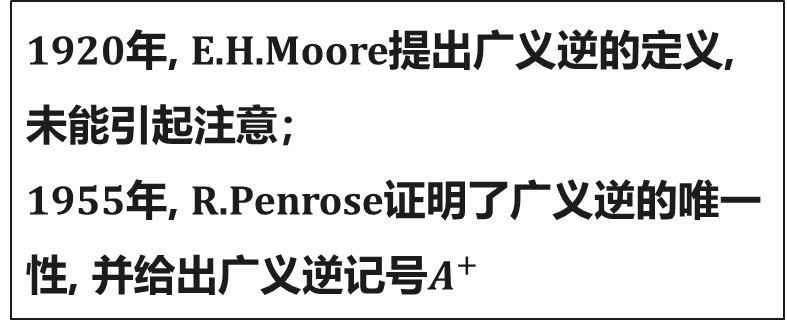 1920年, E.H.Moore提出广义逆的定义,
未能引起注意；
1955年, R.Penrose证明了广义逆的唯一
性, 并给出广义逆记号A⁺